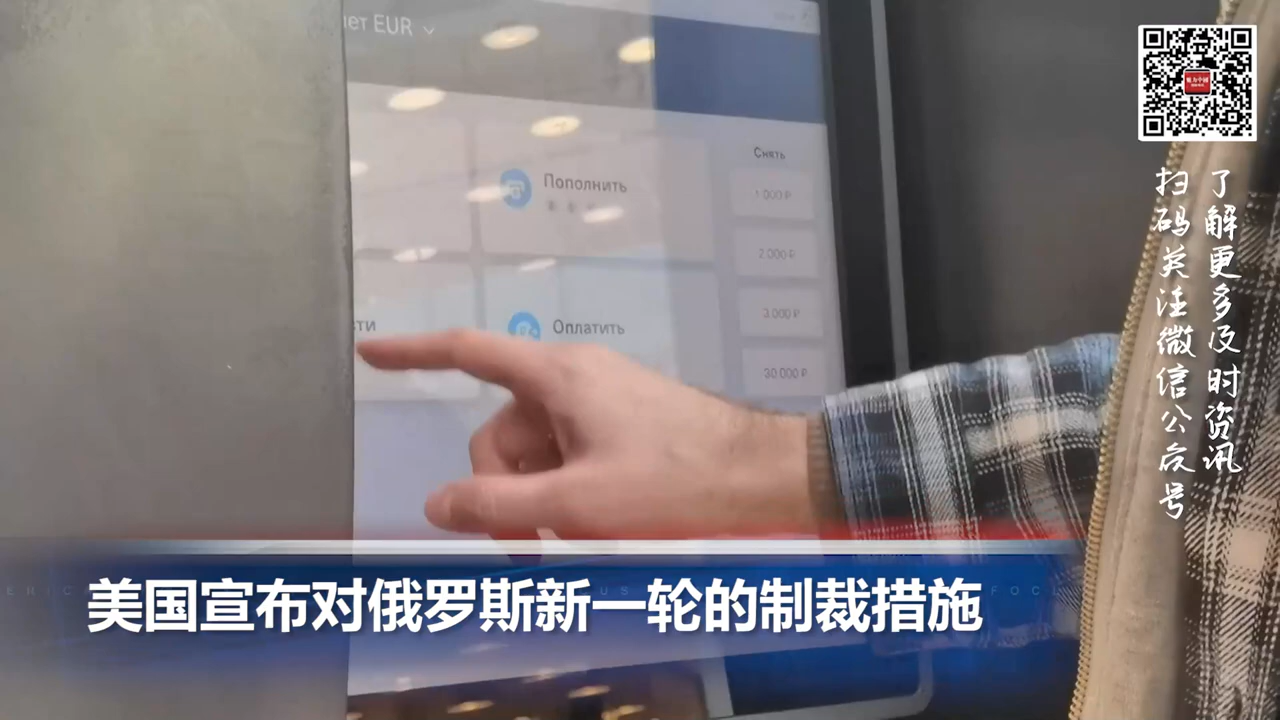 EUR
Снять
Пополнить
1 000 ₽
2 000 ₽
3 000 ₽
Оплатить
30 000 ₽
了解更多及时资讯
扫码关注微信公众号
美国宣布对俄罗斯新一轮的制裁措施